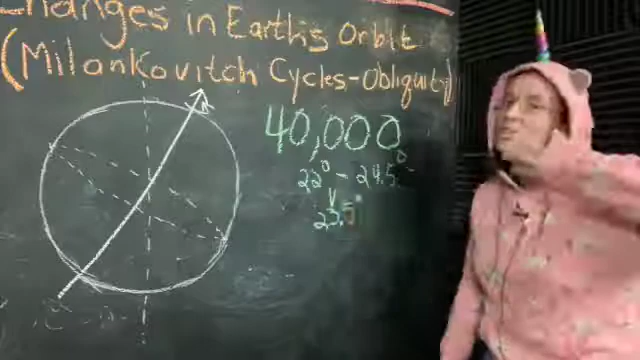 Changes in Earth's Orbit
(Milankovitch Cycles-Obliquity)
40,000
22° - 24.5°
23.5°